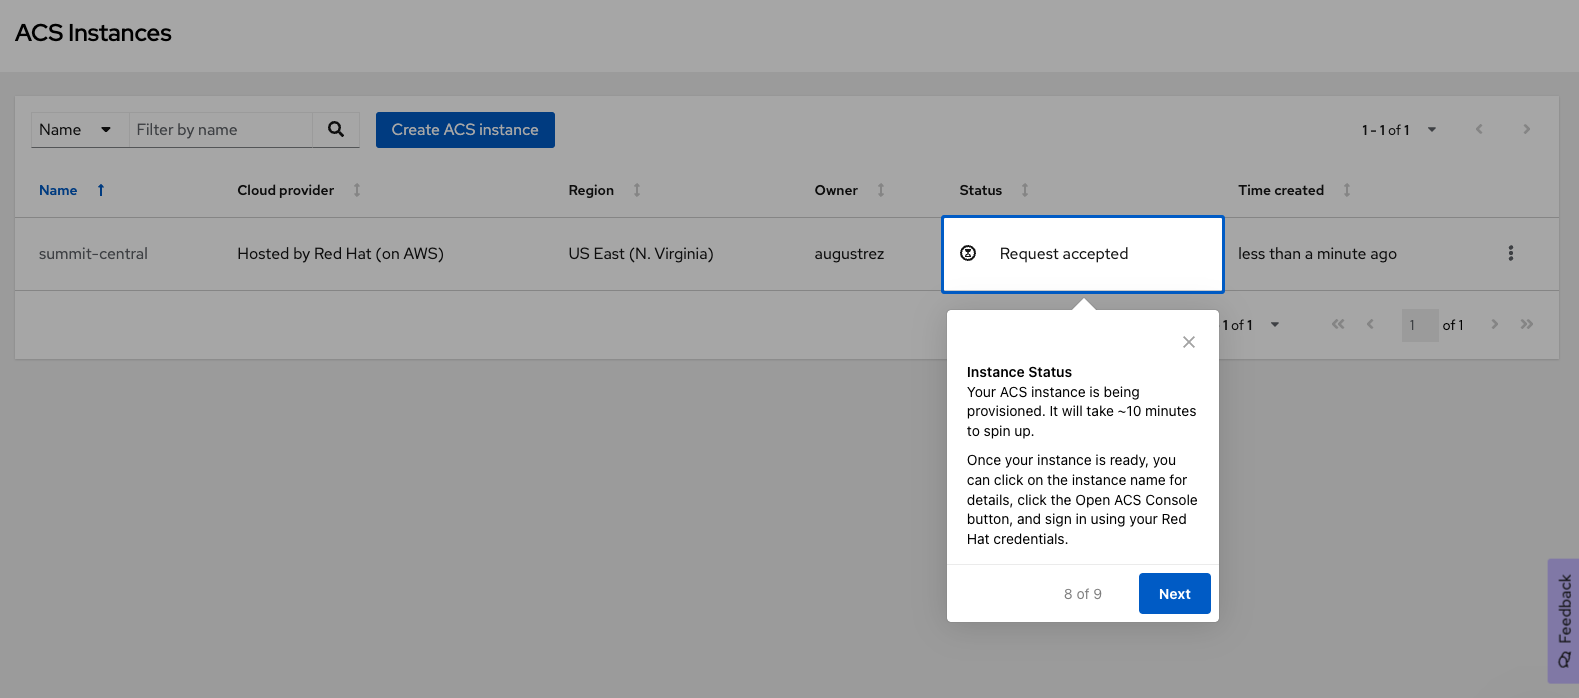 ACS Instances
Name Filter by name Create ACS instance 1 - 1 of 1
Name Cloud provider Region Owner Status Time created
summit-central Hosted by Red Hat (on AWS) US East (N. Virginia) augustrez Request accepted less than a minute ago
1 of 1 1 of 1
Instance Status
Your ACS instance is being
provisioned. It will take ~10 minutes
to spin up.
Once your instance is ready, you
can click on the instance name for
details, click the Open ACS Console
button, and sign in using your Red
Hat credentials.
8 of 9 Next
Feedback